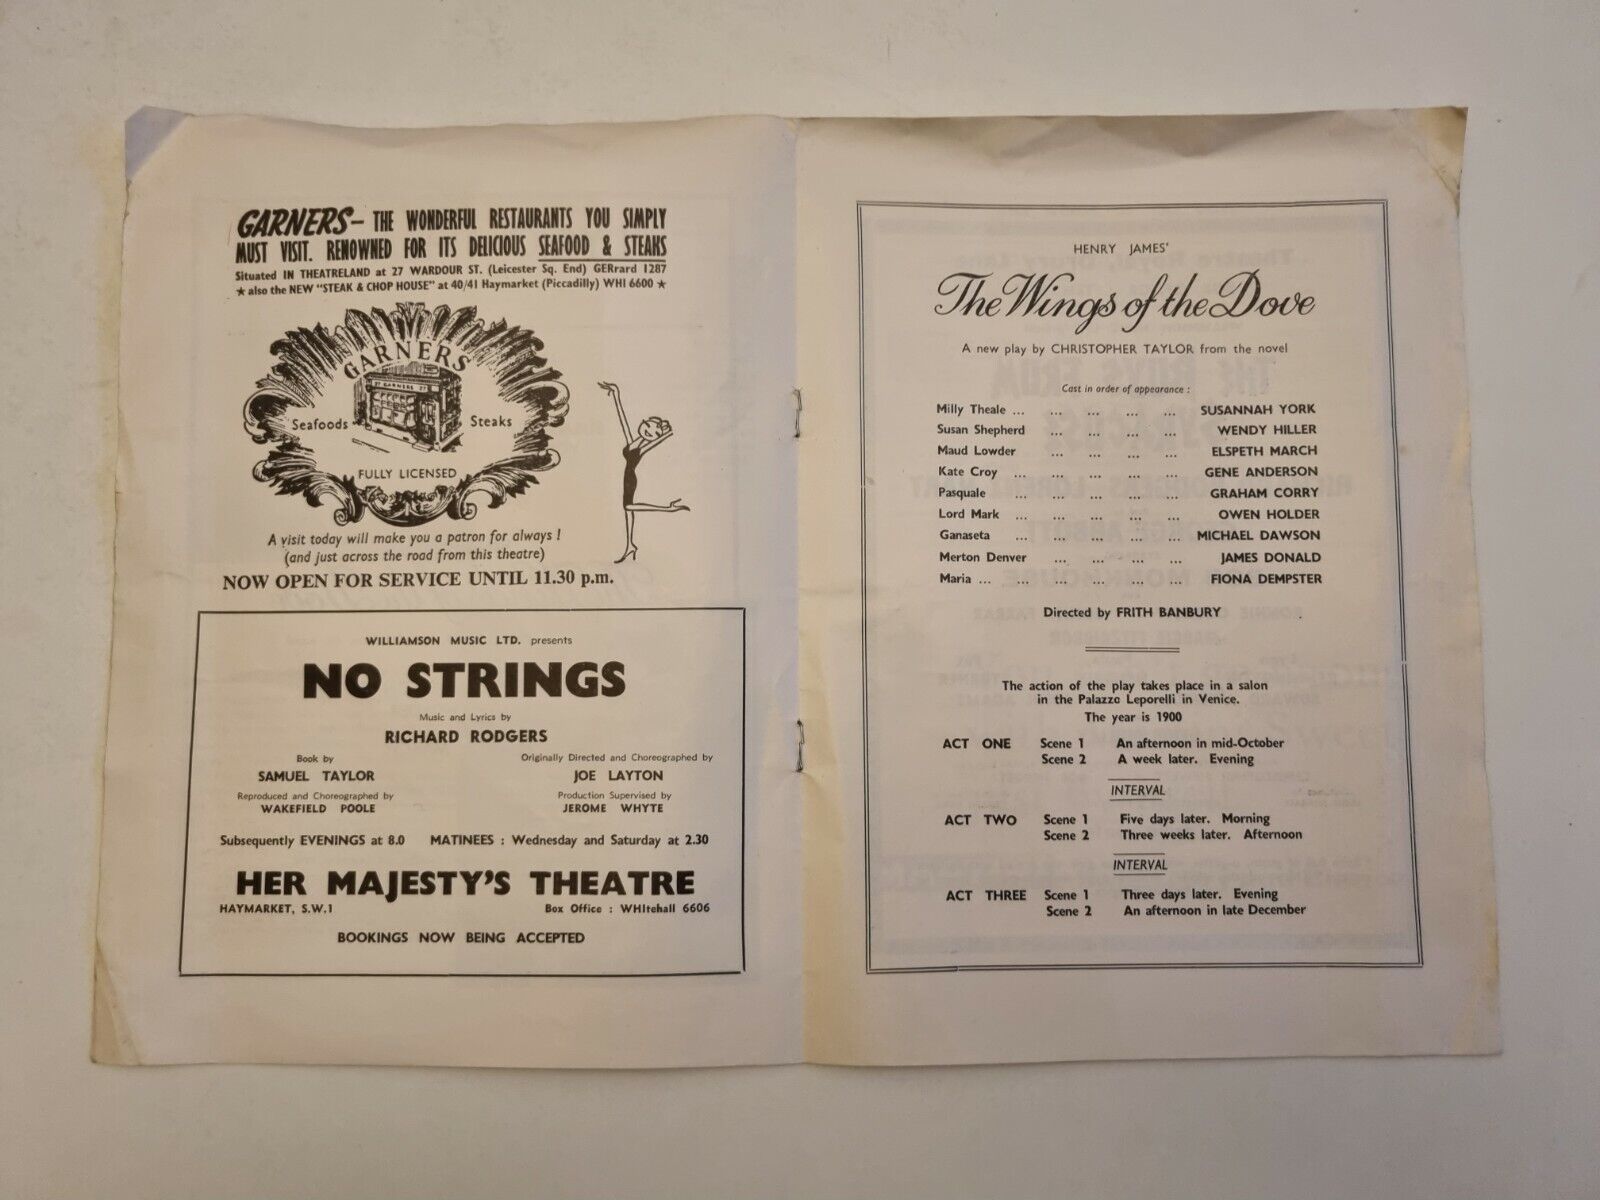 GARNERS— THE WONDERFUL RESTAURANTS YOU SIMPLY
MUST VISIT. RENOWNED FOR ITS DELICIOUS SEAFOOD & STEAKS
Situated IN THEATRELAND at 27 WARDOUR ST. (Leicester Sq. End) GERrard 1287
★ also the NEW "STEAK & CHOP HOUSE" at 40/41 Haymarket (Piccadilly) WHI 6600 ★
GARNERS
27 GARNERS 27
Seafoods Steaks
FULLY LICENSED
A visit today will make you a patron for always!
(and just across the road from this theatre)
NOW OPEN FOR SERVICE UNTIL 11.30 p.m.
WILLIAMSON MUSIC LTD. presents
NO STRINGS
Music and Lyrics by
RICHARD RODGERS
Book by Originally Directed and Choreographed by
SAMUEL TAYLOR JOE LAYTON
Reproduced and Choreographed by Production Supervised by
WAKEFIELD POOLE JEROME WHYTE
Subsequently EVENINGS at 8.0 MATINEES : Wednesday and Saturday at 2.30
HER MAJESTY'S THEATRE
HAYMARKET, S.W.1 Box Office : WHItehall 6606
BOOKINGS NOW BEING ACCEPTED
HENRY JAMES'
The Wings of the Dove
A new play by CHRISTOPHER TAYLOR from the novel
Cast in order of appearance :
Milly Theale ... ... ... ... ... SUSANNAH YORK
Susan Shepherd ... ... ... ... WENDY HILLER
Maud Lowder ... ... ... ... ELSPETH MARCH
Kate Croy ... ... ... ... ... GENE ANDERSON
Pasquale ... ... ... ... ... GRAHAM CORRY
Lord Mark ... ... ... ... ... OWEN HOLDER
Ganaseta ... ... ... ... ... MICHAEL DAWSON
Merton Denver ... ... ... ... JAMES DONALD
Maria ... ... ... ... ... ... FIONA DEMPSTER
Directed by FRITH BANBURY
The action of the play takes place in a salon
in the Palazzo Leporelli in Venice.
The year is 1900
ACT ONE Scene 1 An afternoon in mid-October
Scene 2 A week later. Evening
INTERVAL
ACT TWO Scene 1 Five days later. Morning
Scene 2 Three weeks later. Afternoon
INTERVAL
ACT THREE Scene 1 Three days later. Evening
Scene 2 An afternoon in late December